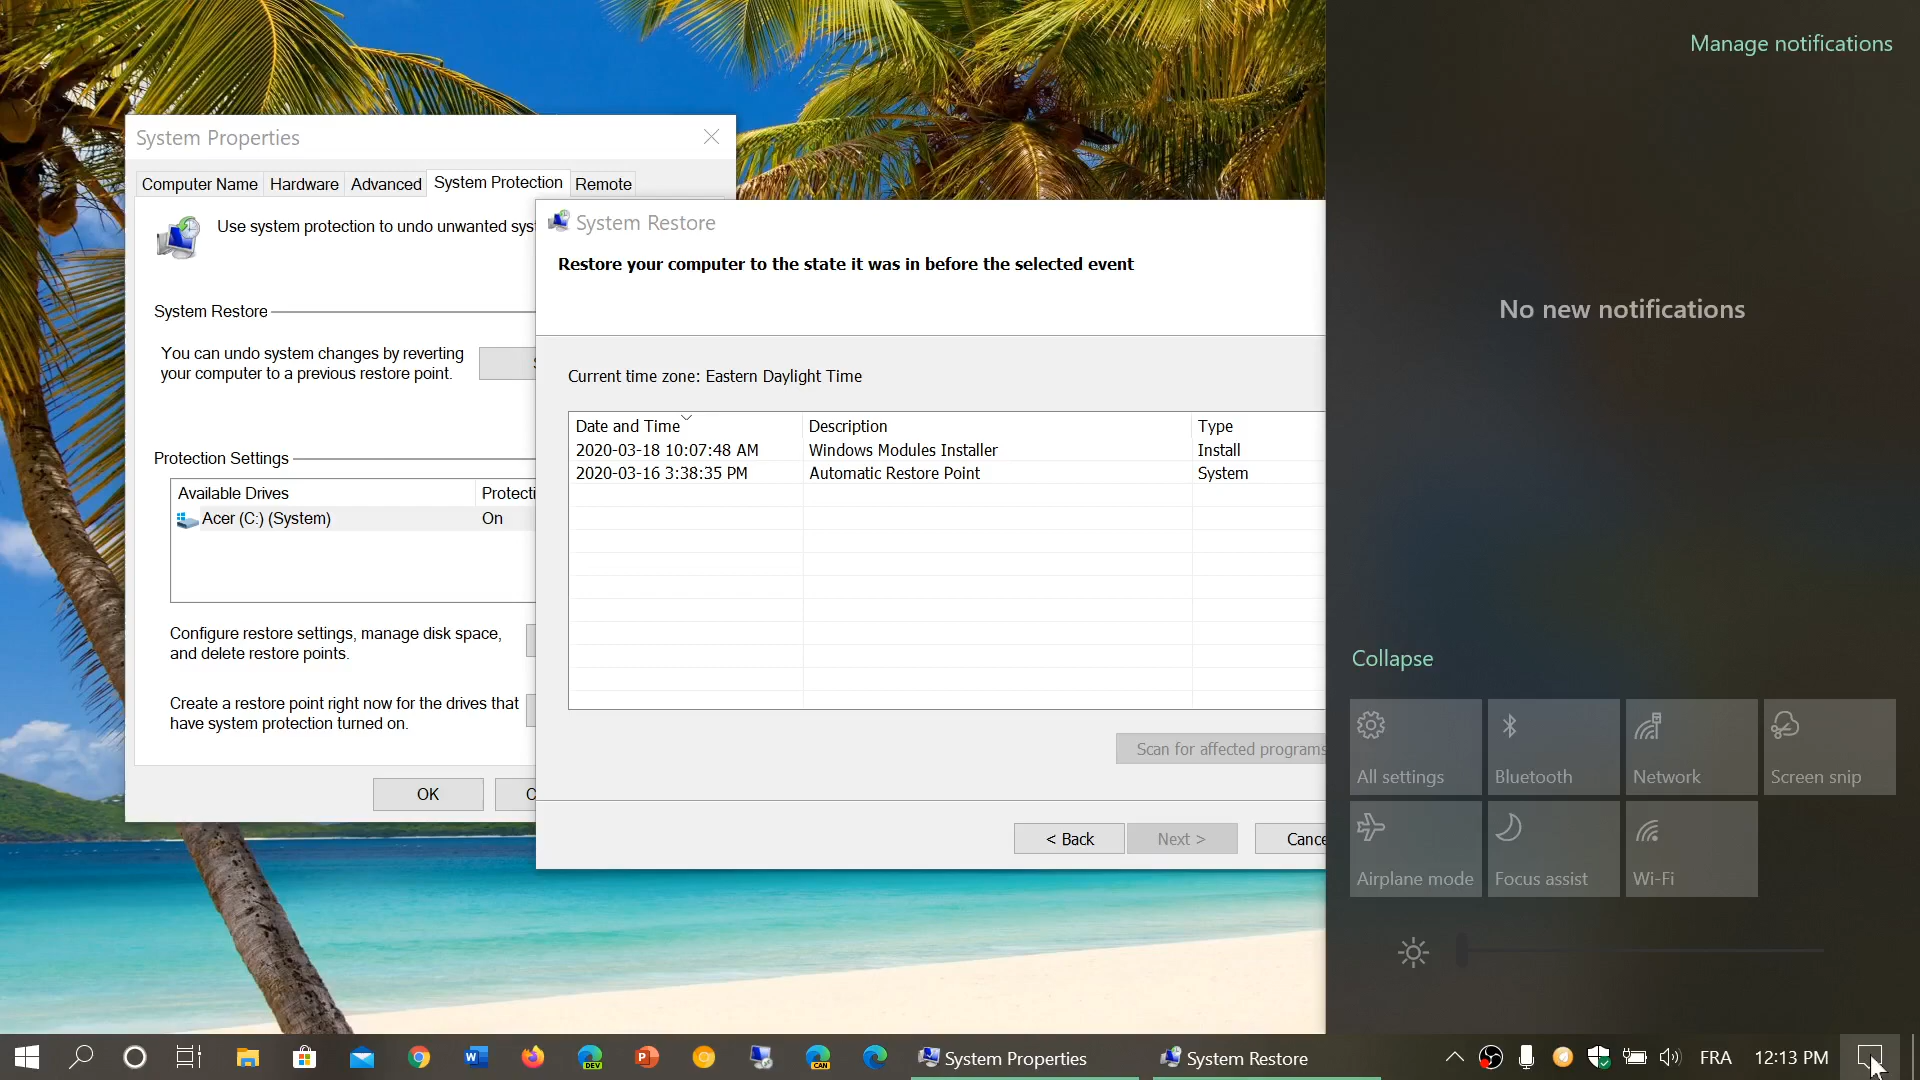 Manage notifications
System Properties
Computer Name
Hardware
Advanced
System Protection
Remote
Use system protection to undo unwanted
System Restore
You can undo system changes by reverting
your computer to a previous restore point.
Protection Settings
Available Drives
Protecti
Acer (C:) (System)
On
Configure restore settings, manage disk space,
and delete restore points.
Create a restore point right now for the drives that
have system protection turned on.
OK
System Restore
Restore your computer to the state it was in before the selected event
Current time zone: Eastern Daylight Time
Date and Time Description Type
2020-03-18 10:07:48 AM Windows Modules Installer Install
2020-03-16 3:38:35 PM Automatic Restore Point System
Scan for affected programs
< Back
Next >
Cance
No new notifications
Collapse
All settings
Bluetooth
Network
Screen snip
Airplane mode
Focus assist
Wi-Fi
DEV
CAN
System Properties
System Restore
FRA
12:13 PM